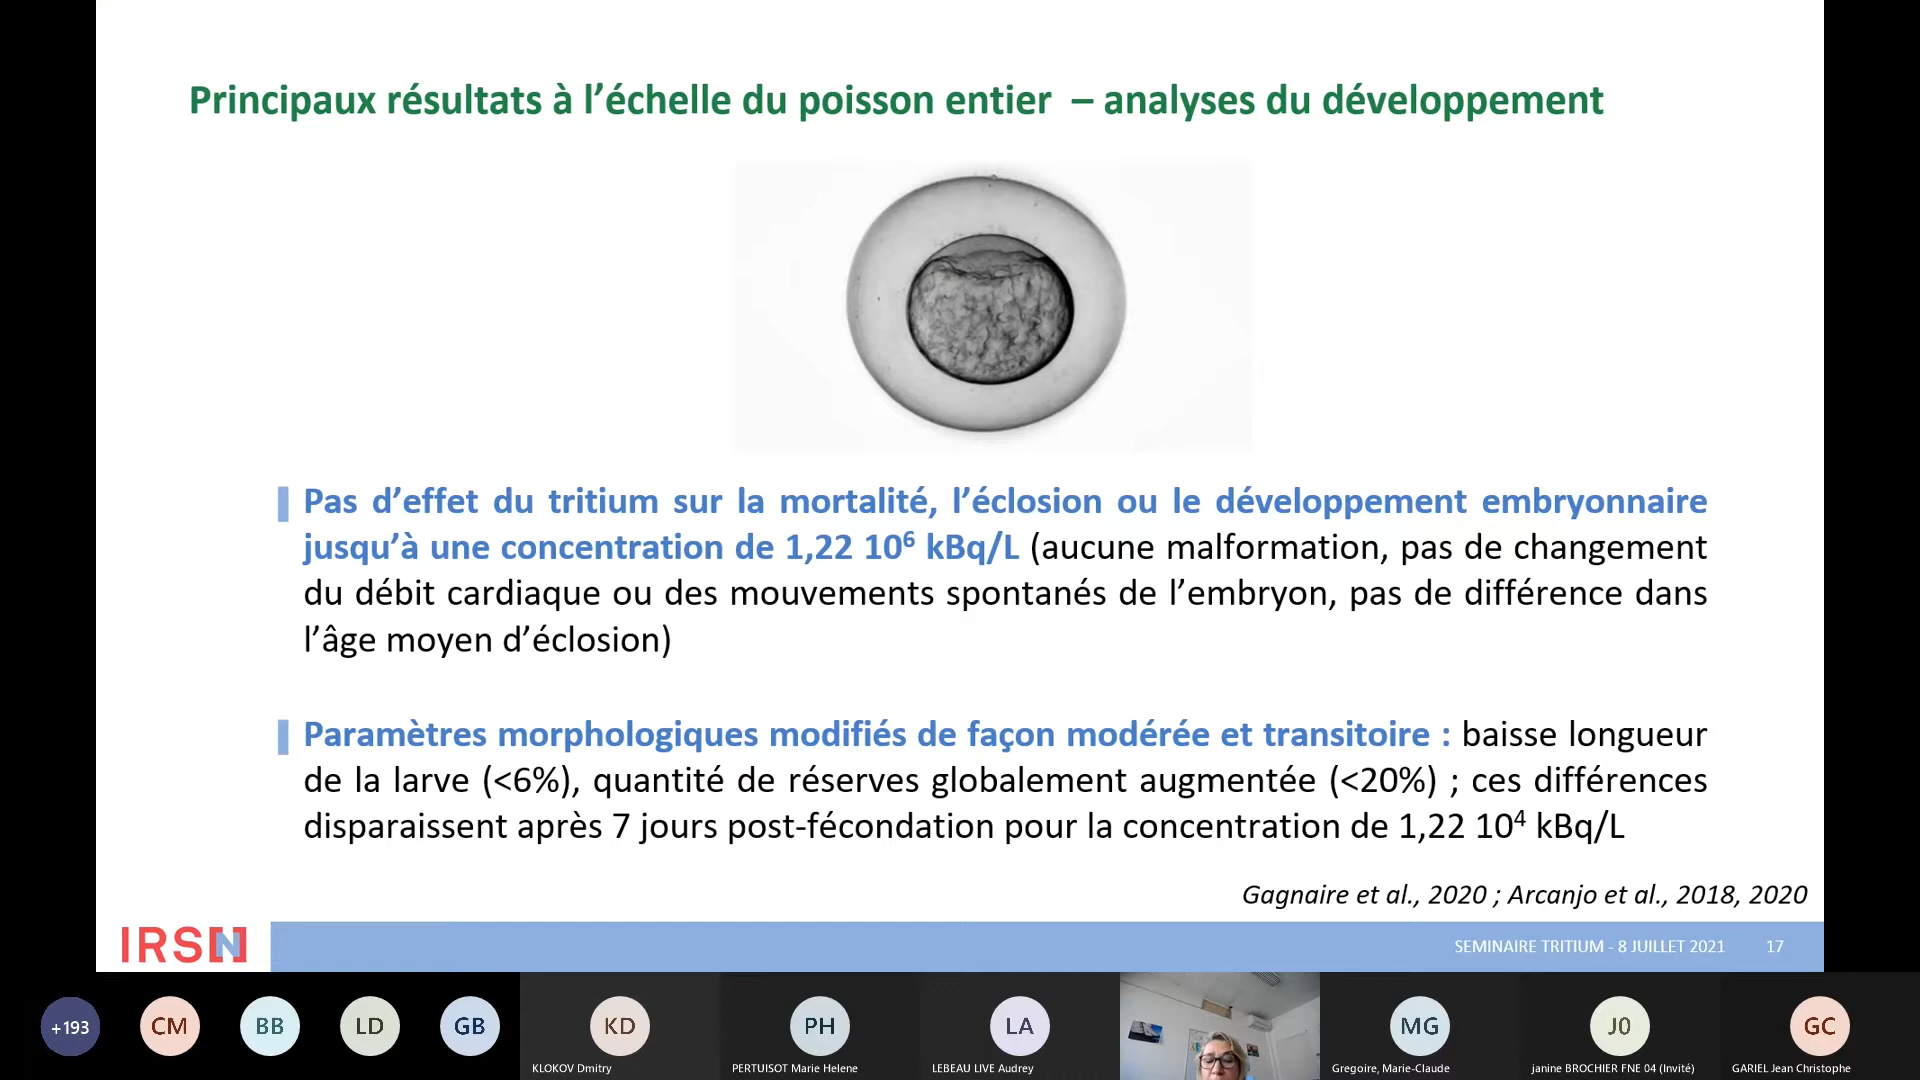 Principaux résultats à l’échelle du poisson entier – analyses du développement
Pas d’effet du tritium sur la mortalité, l’éclosion ou le développement embryonnaire
jusqu’à une concentration de 1,22 10⁶ kBq/L (aucune malformation, pas de changement
du débit cardiaque ou des mouvements spontanés de l’embryon, pas de différence dans
l’âge moyen d’éclosion)
Paramètres morphologiques modifiés de façon modérée et transitoire : baisse longueur
de la larve (<6%), quantité de réserves globalement augmentée (<20%) ; ces différences
disparaissent après 7 jours post-fécondation pour la concentration de 1,22 10⁴ kBq/L
Gagnaire et al., 2020 ; Arcanjo et al., 2018, 2020
IRSN
SEMINAIRE TRITIUM - 8 JUILLET 2021 17
+193 CM BB LD GB KD PH LA MG J0 GC
KLOKOV Dmitry PERTUISOT Marie Helene LEBEAU LIVE Audrey Gregoire, Marie-Claude janine BROCHIER FNE 04 (Invité) GARIEL Jean Christophe